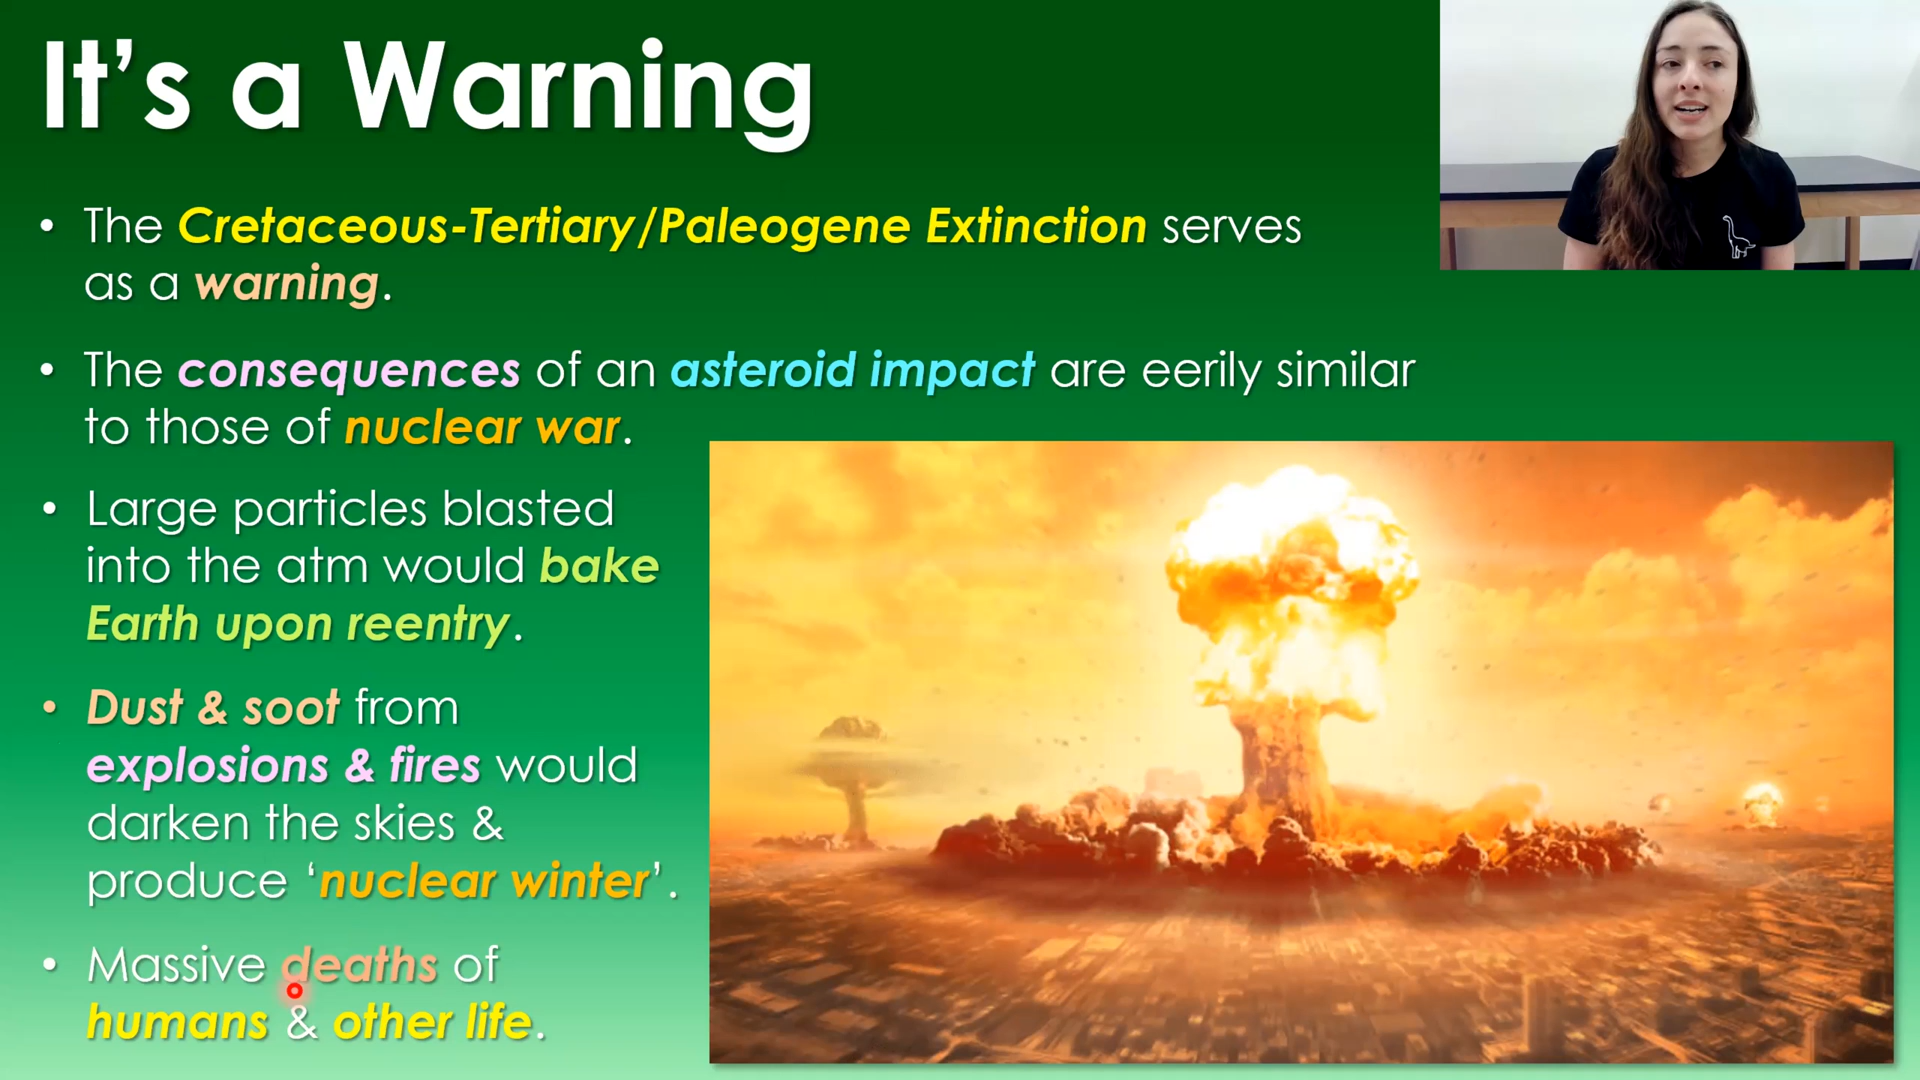 It’s a Warning
• The Cretaceous-Tertiary/Paleogene Extinction serves
as a warning.
• The consequences of an asteroid impact are eerily similar
to those of nuclear war.
• Large particles blasted
into the atm would bake
Earth upon reentry.
• Dust & soot from
explosions & fires would
darken the skies &
produce ‘nuclear winter’.
• Massive deaths of
humans & other life.